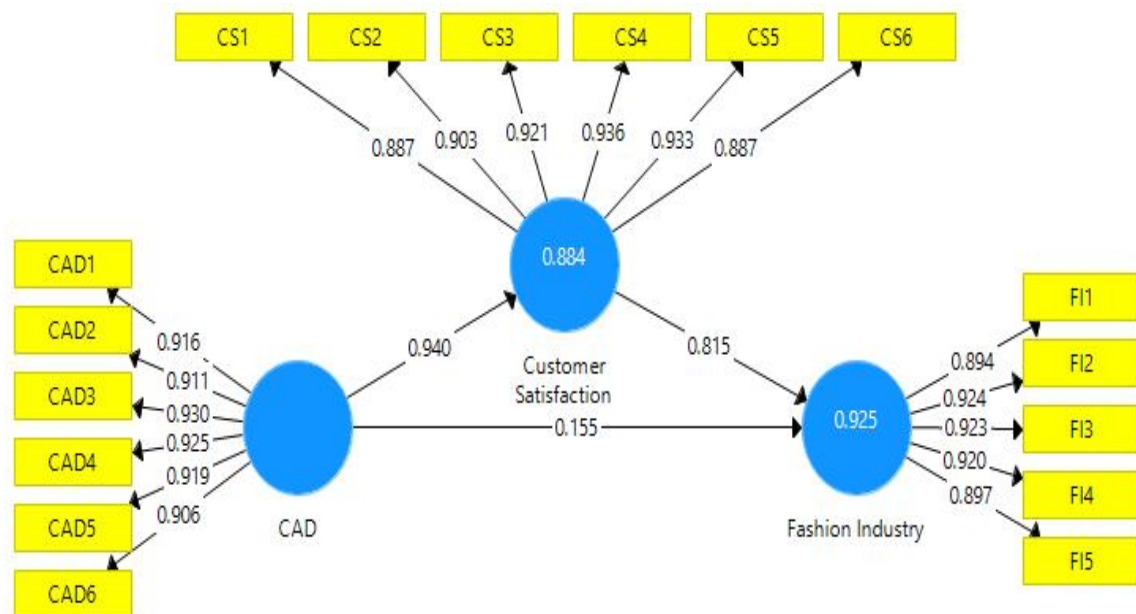 CS1 CS2 CS3 CS4 CS5 CS6
0.887 0.903 0.921 0.936 0.933 0.887
0.884
Customer
Satisfaction
CAD1
CAD2
CAD3
CAD4
CAD5
CAD6
0.916
0.911
0.930
0.925
0.919
0.906
CAD
0.940
0.815
0.155
0.925
Fashion Industry
0.894
0.924
0.923
0.920
0.897
FI1
FI2
FI3
FI4
FI5